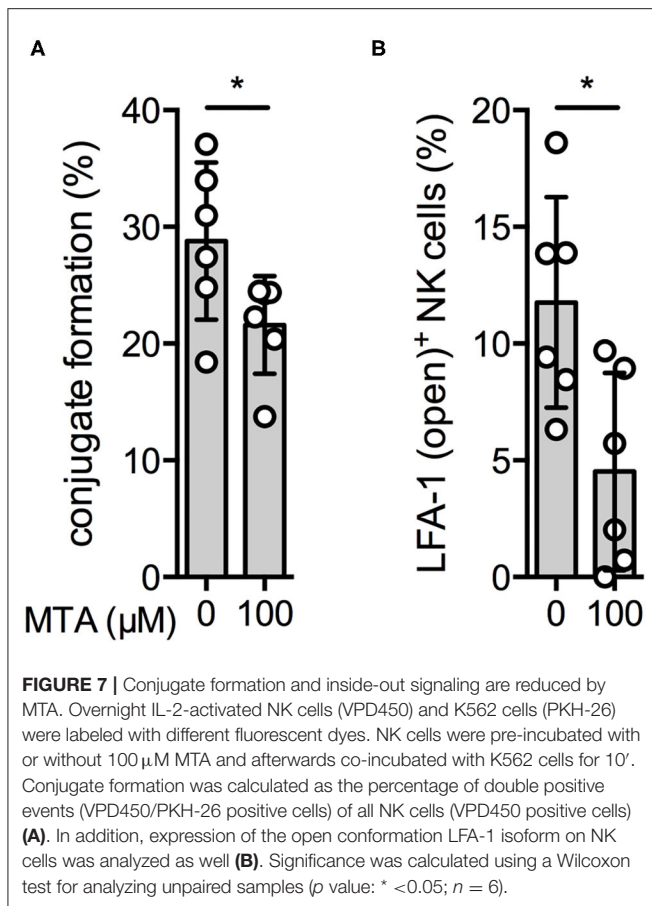 A
B
*
*
conjugate formation (%)
40
30
20
10
0
LFA-1 (open)+ NK cells (%)
20
15
10
5
0
MTA (µM) 0 100 0 100
FIGURE 7 | Conjugate formation and inside-out signaling are reduced by
MTA. Overnight IL-2-activated NK cells (VPD450) and K562 cells (PKH-26)
were labeled with different fluorescent dyes. NK cells were pre-incubated with
or without 100 µM MTA and afterwards co-incubated with K562 cells for 10′.
Conjugate formation was calculated as the percentage of double positive
events (VPD450/PKH-26 positive cells) of all NK cells (VPD450 positive cells)
(A). In addition, expression of the open conformation LFA-1 isoform on NK
cells was analyzed as well (B). Significance was calculated using a Wilcoxon
test for analyzing unpaired samples (p value: * <0.05; n = 6).